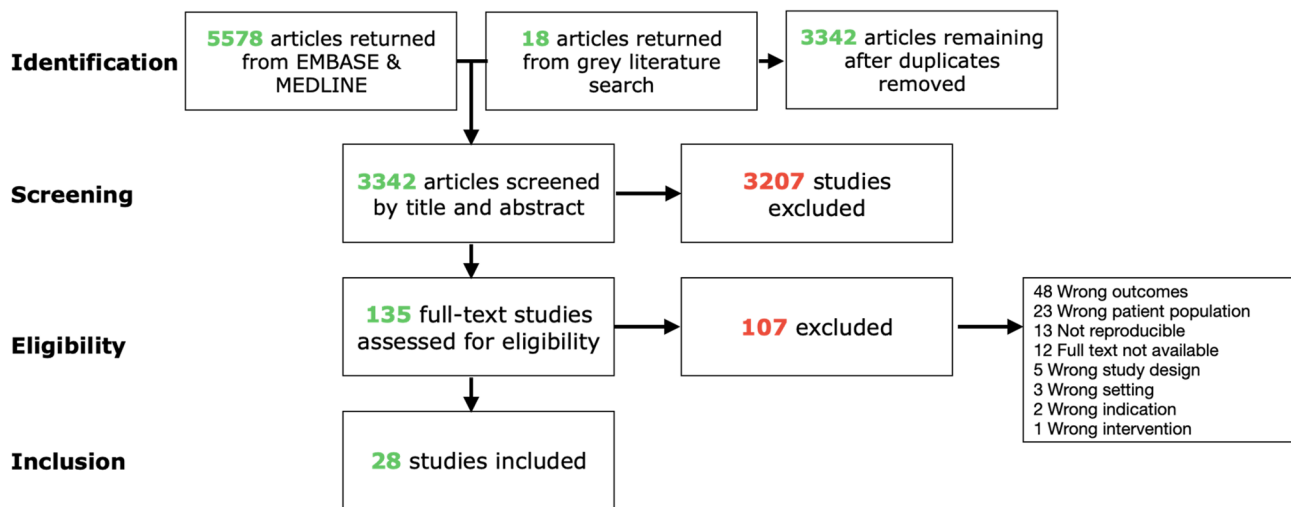 Identification
5578 articles returned
from EMBASE &
MEDLINE
18 articles returned
from grey literature
search
3342 articles remaining
after duplicates
removed
Screening
3342 articles screened
by title and abstract
3207 studies
excluded
Eligibility
135 full-text studies
assessed for eligibility
107 excluded
48 Wrong outcomes
23 Wrong patient population
13 Not reproducible
12 Full text not available
5 Wrong study design
3 Wrong setting
2 Wrong indication
1 Wrong intervention
Inclusion
28 studies included